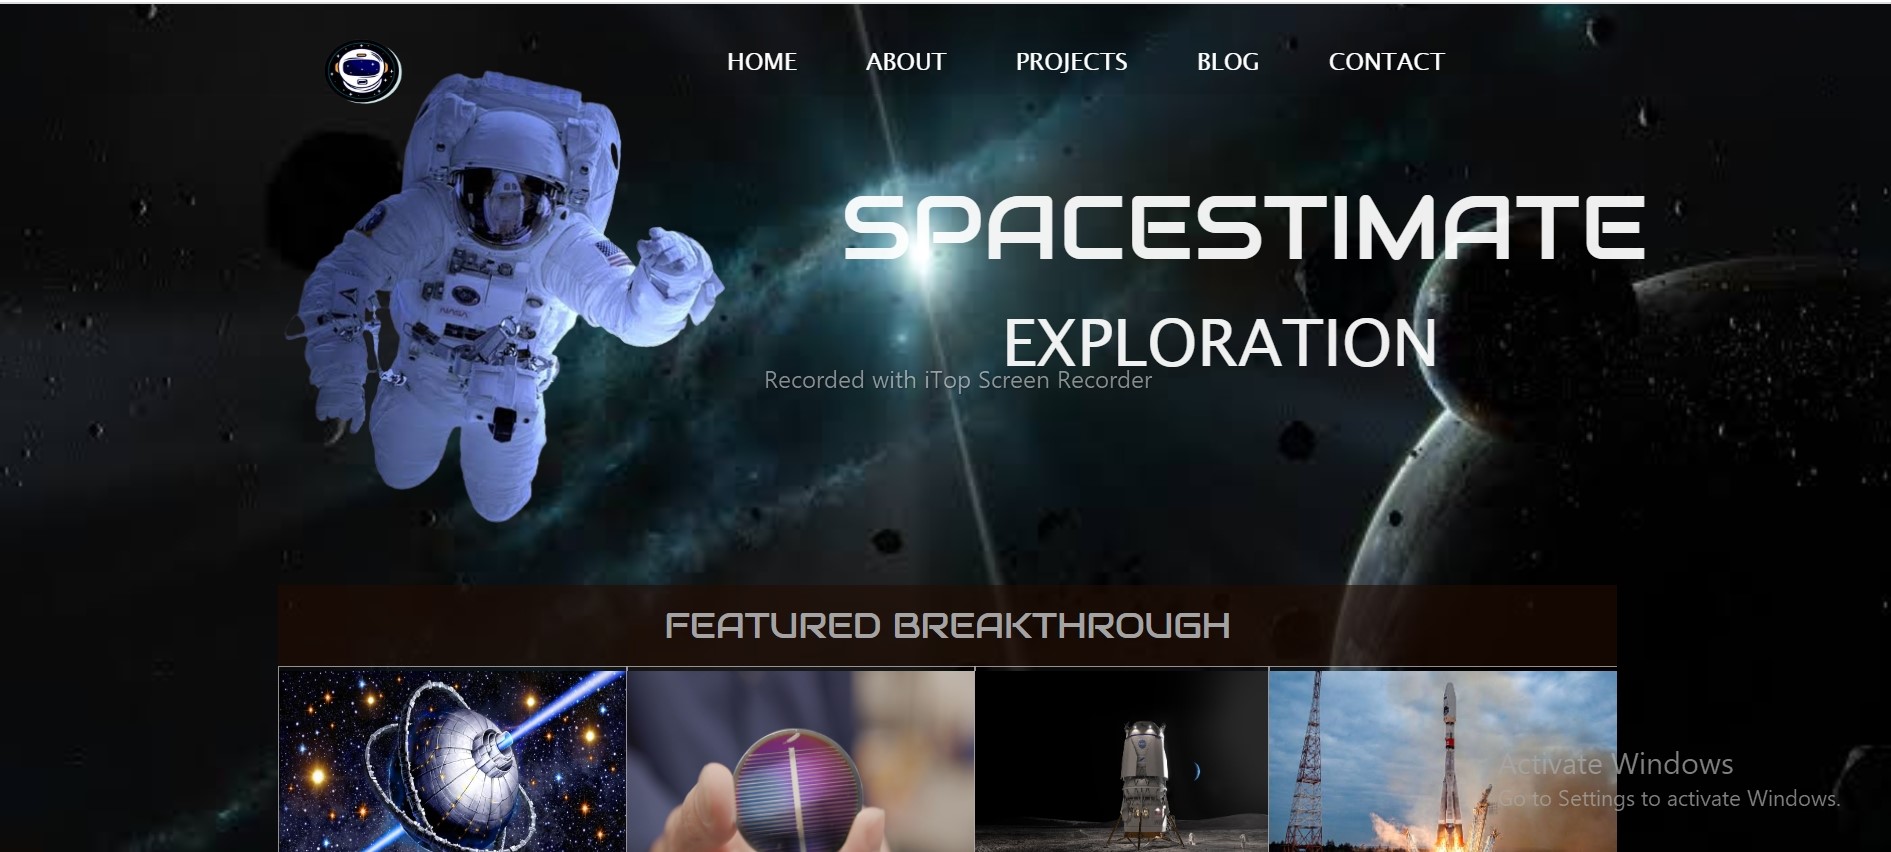 HOME ABOUT PROJECTS BLOG CONTACT
SPACESTIMATE
EXPLORATION
Recorded with iTop Screen Recorder
NASA
FEATURED BREAKTHROUGH
Activate Windows
Go to Settings to activate Windows.